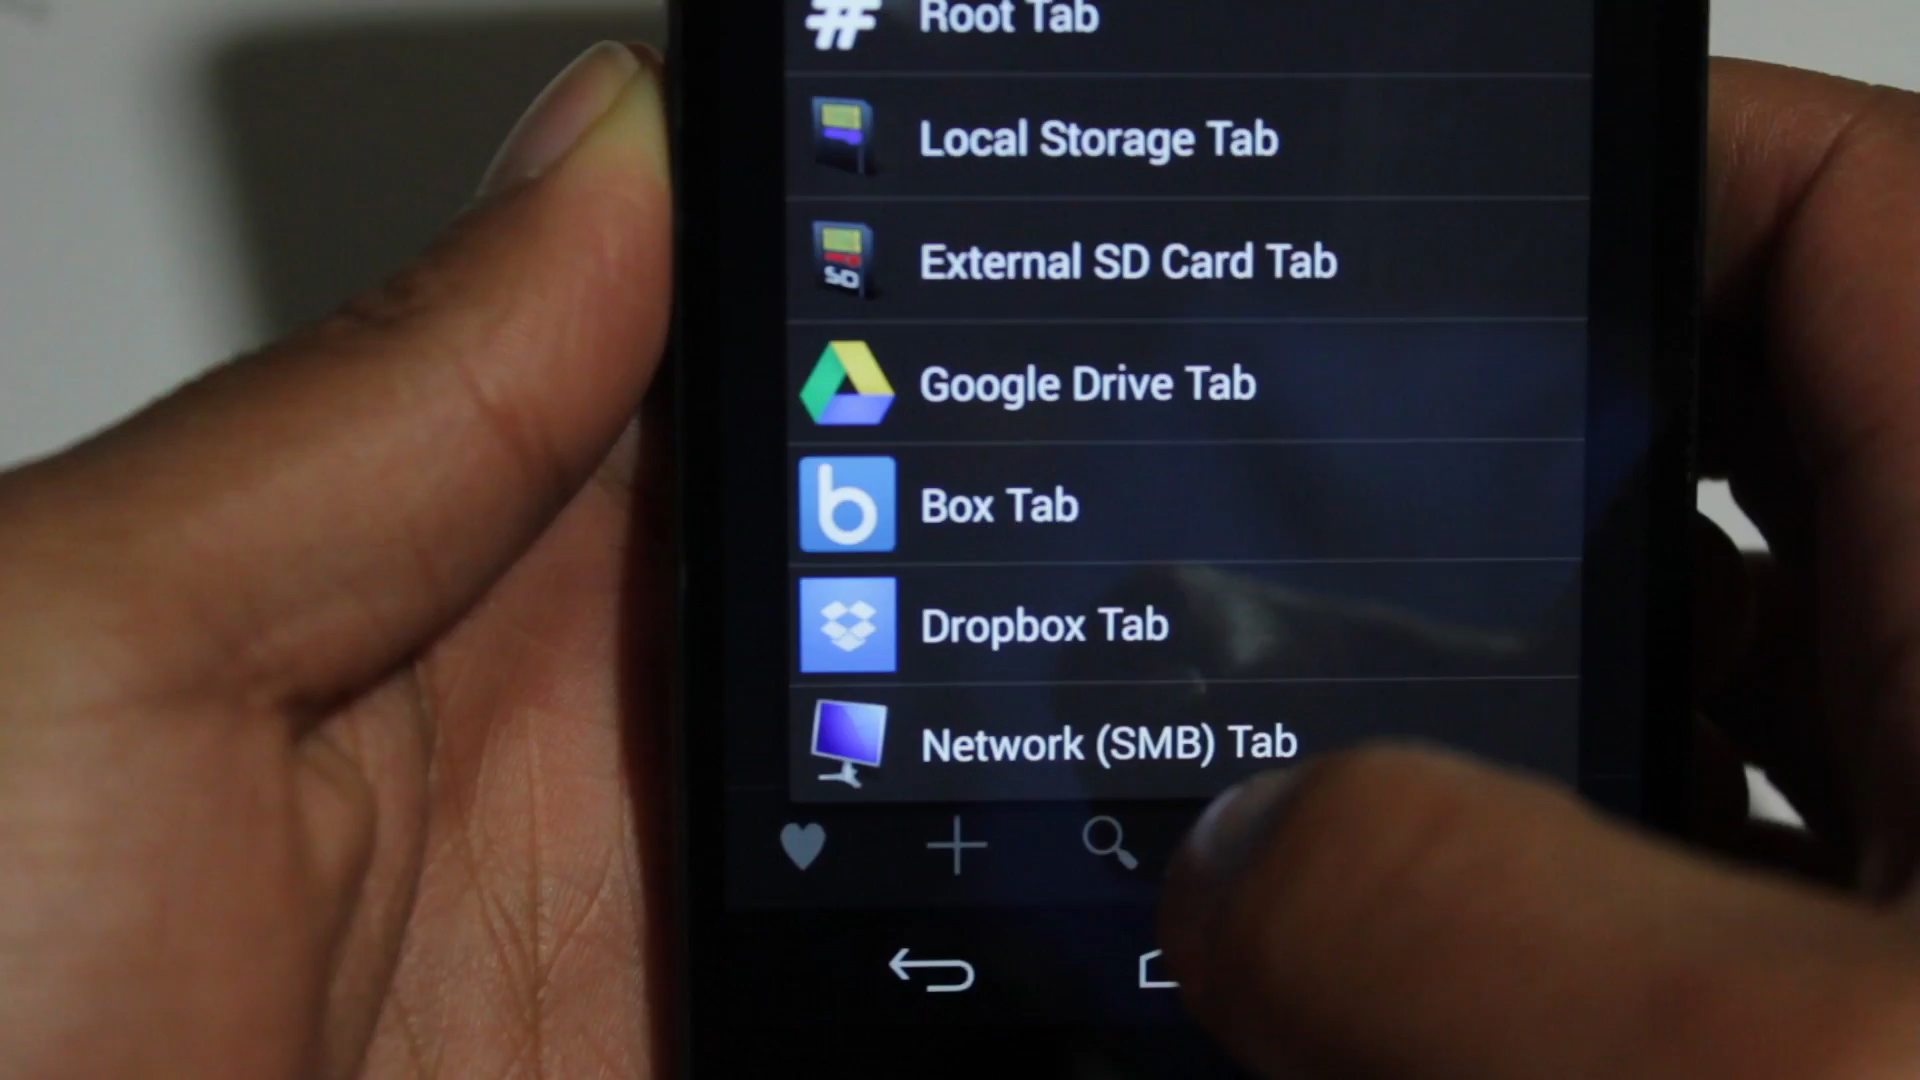 # Root Tab
Local Storage Tab
SD External SD Card Tab
Google Drive Tab
b Box Tab
Dropbox Tab
Network (SMB) Tab